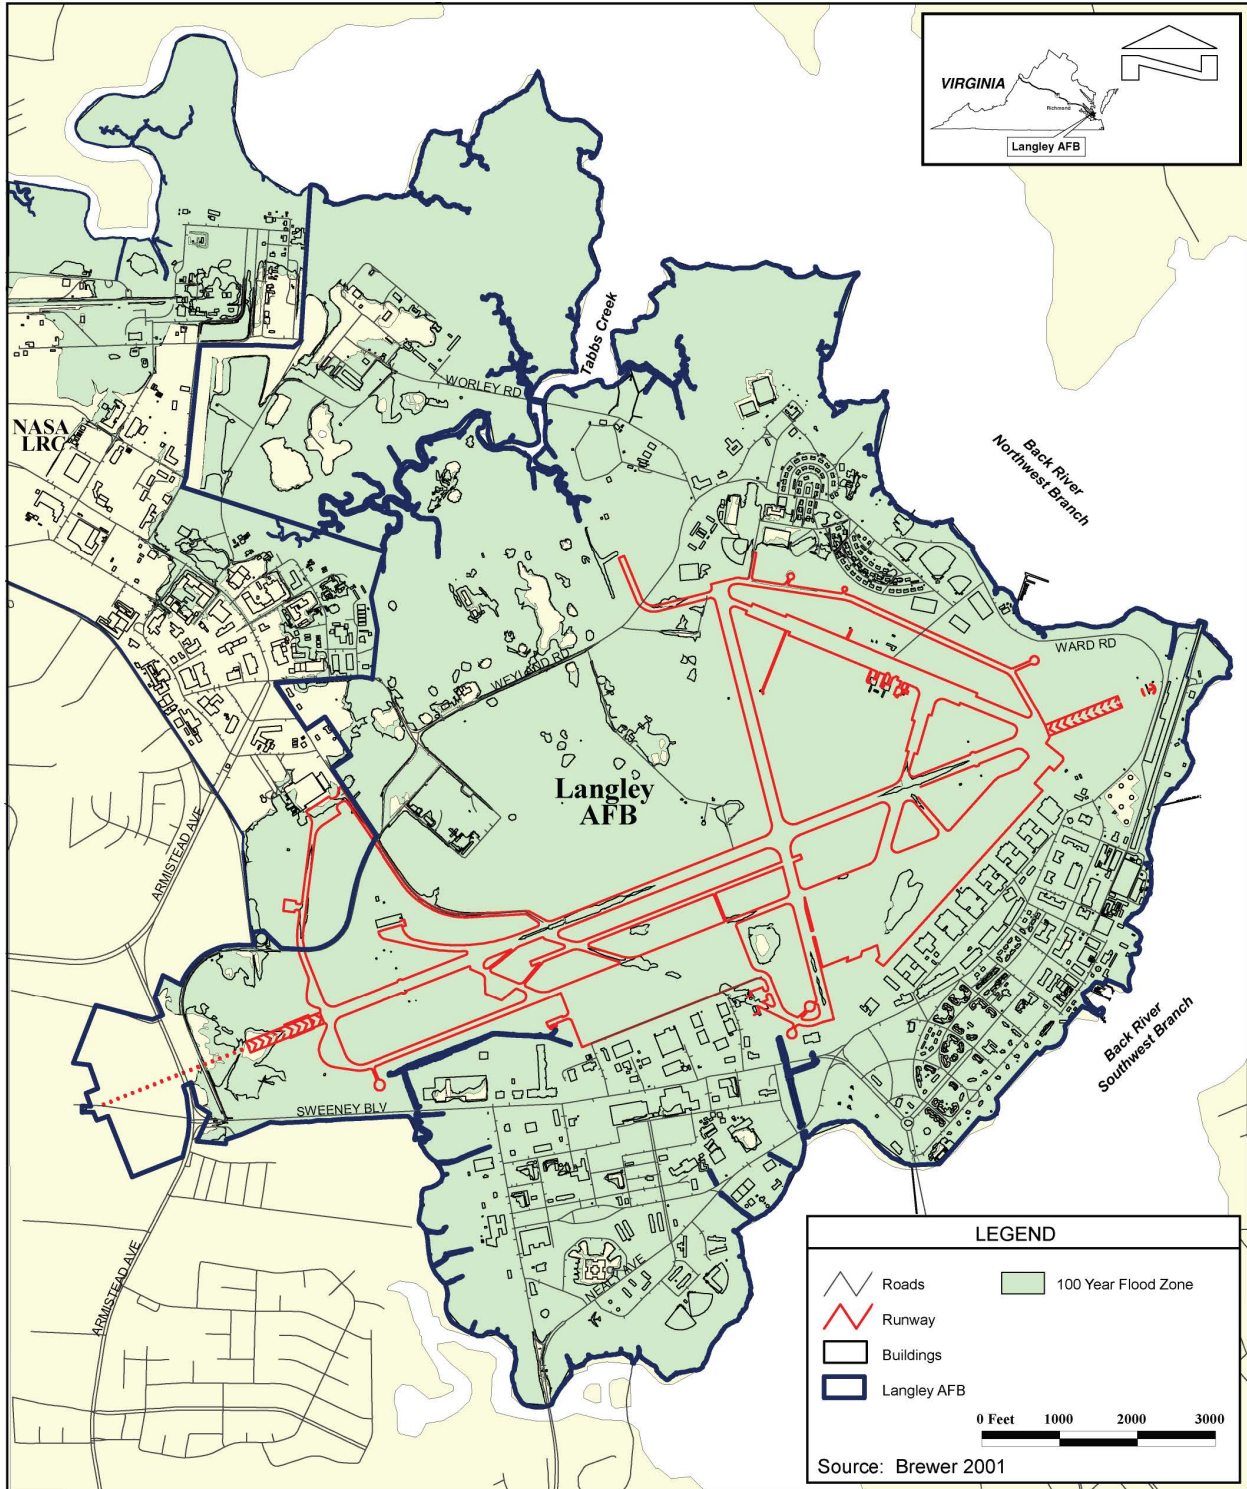 VIRGINIA
Richmond
Langley AFB
Tabbs Creek
WORLEY RD
NASA
LRC
Back River
Northwest Branch
WARD RD
WEYLAND RD
Langley
AFB
ARMISTEAD AVE
Back River
Southwest Branch
SWEENEY BLV
NEAL AVE
ARMISTEAD AVE
LEGEND
Roads
100 Year Flood Zone
Runway
Buildings
Langley AFB
0 Feet 1000 2000 3000
Source: Brewer 2001